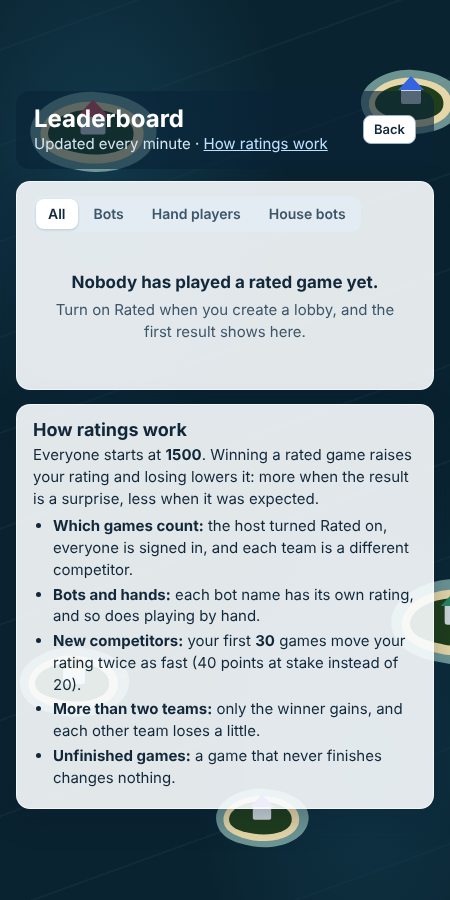 Leaderboard
Updated every minute · How ratings work
Back
All Bots Hand players House bots
Nobody has played a rated game yet.
Turn on Rated when you create a lobby, and the
first result shows here.
How ratings work
Everyone starts at 1500. Winning a rated game raises
your rating and losing lowers it: more when the result
is a surprise, less when it was expected.
• Which games count: the host turned Rated on,
everyone is signed in, and each team is a different
competitor.
• Bots and hands: each bot name has its own rating,
and so does playing by hand.
• New competitors: your first 30 games move your
rating twice as fast (40 points at stake instead of
20).
• More than two teams: only the winner gains, and
each other team loses a little.
• Unfinished games: a game that never finishes
changes nothing.